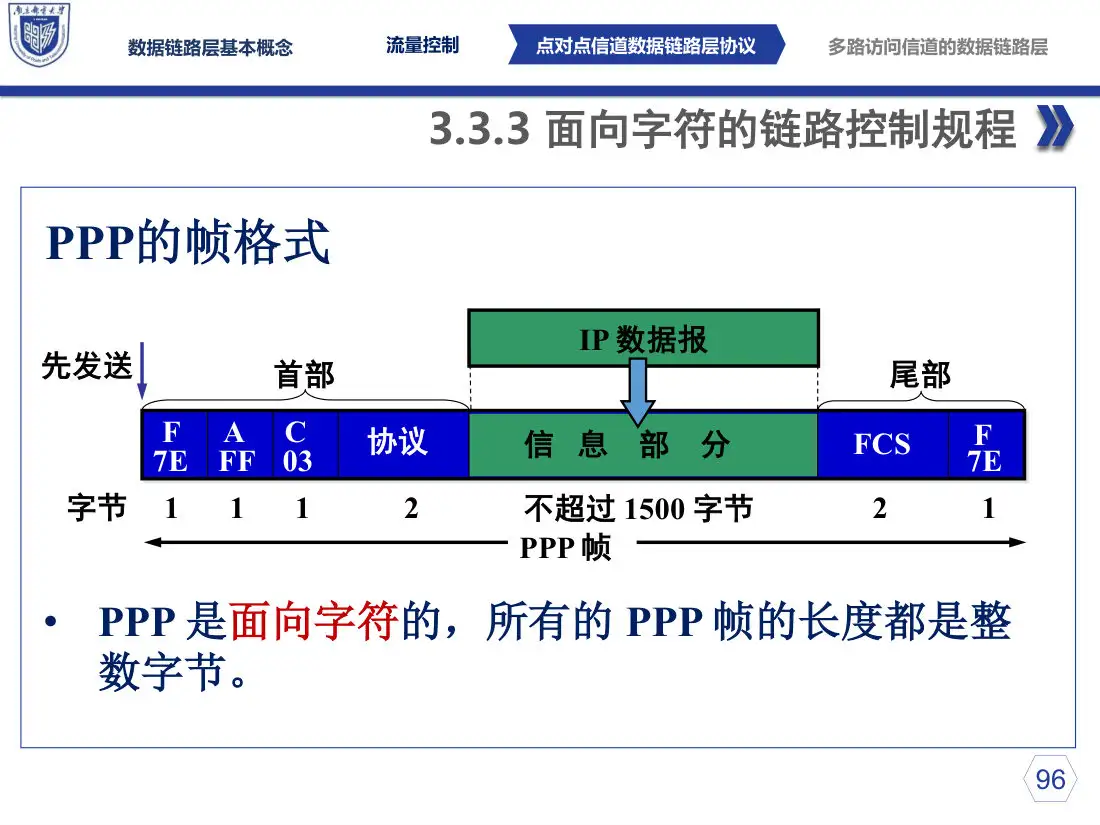 南京邮电大学
数据链路层基本概念 流量控制 点对点信道数据链路层协议 多路访问信道的数据链路层
3.3.3 面向字符的链路控制规程
PPP的帧格式
IP 数据报
先发送 首部 尾部
F A C 协议 信 息 部 分 FCS F
7E FF 03 7E
字节 1 1 1 2 不超过 1500 字节 2 1
PPP 帧
• PPP 是面向字符的，所有的 PPP 帧的长度都是整
数字节。
96